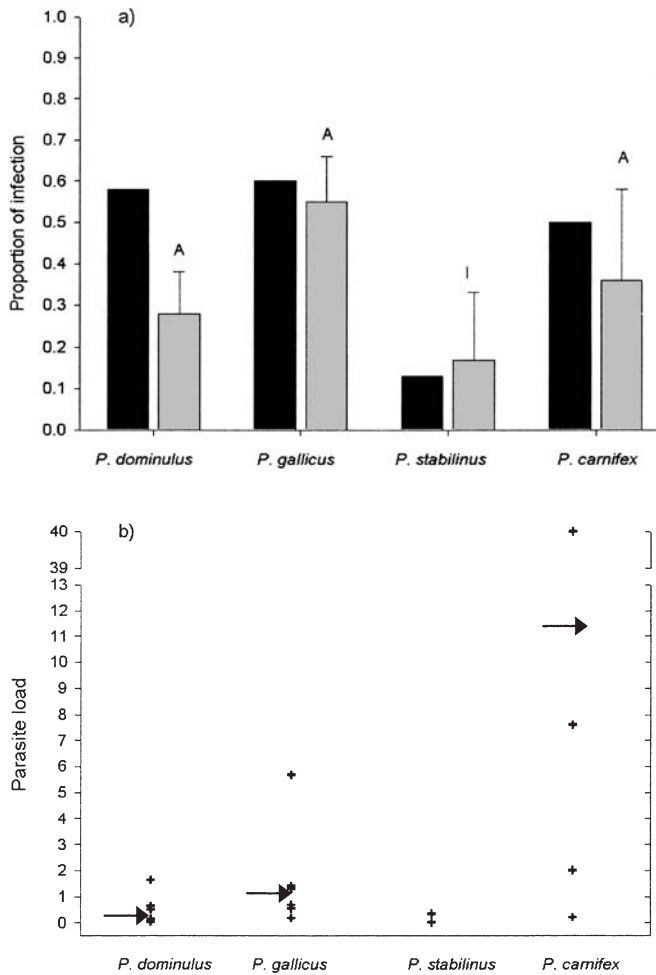 a)
1.0
0.9
0.8
0.7
0.6
0.5
0.4
0.3
0.2
0.1
0.0
Proportion of infection
A
A
I
A
P. dominulus P. gallicus P. stabilinus P. carnifex
b)
40
39
13
12
11
10
9
8
7
6
5
4
3
2
1
0
Parasite load
P. dominulus P. gallicus P. stabilinus P. carnifex